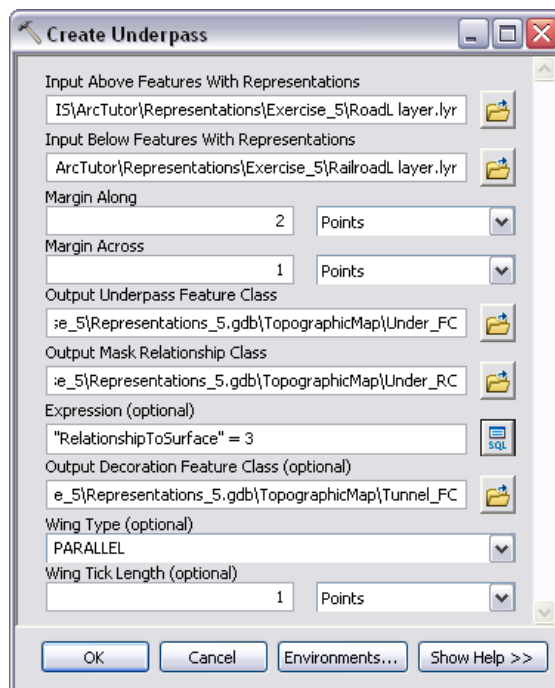 Create Underpass
Input Above Features With Representations
IS\ArcTutor\Representations\Exercise_5\RoadL layer.lyr
Input Below Features With Representations
ArcTutor\Representations\Exercise_5\RailroadL layer.lyr
Margin Along
2 Points
Margin Across
1 Points
Output Underpass Feature Class
se_5\Representations_5.gdb\TopographicMap\Under_FC
Output Mask Relationship Class
se_5\Representations_5.gdb\TopographicMap\Under_RC
Expression (optional)
"RelationshipToSurface" = 3
SQL
Output Decoration Feature Class (optional)
e_5\Representations_5.gdb\TopographicMap\Tunnel_FC
Wing Type (optional)
PARALLEL
Wing Tick Length (optional)
1 Points
OK Cancel Environments... Show Help >>